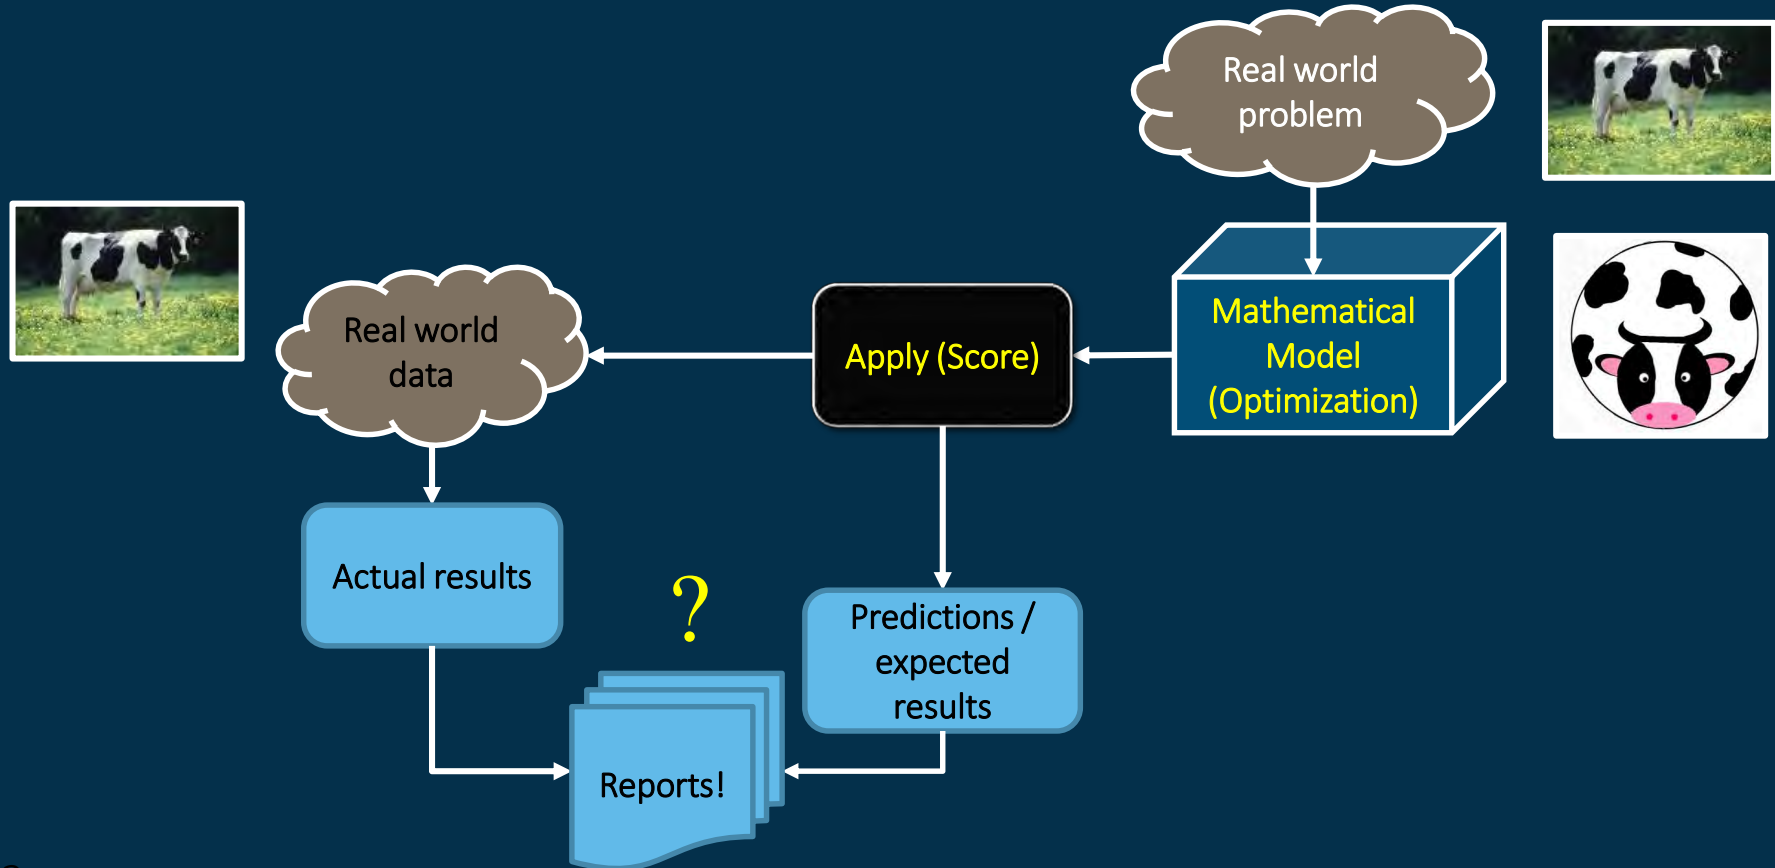 Real world
problem
Real world
data
Apply (Score)
Mathematical
Model
(Optimization)
Actual results
?
Predictions /
expected
results
Reports!